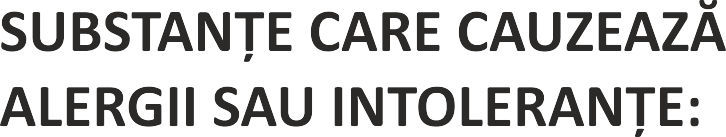 SUBSTANȚE CARE CAUZEAZĂ
ALERGII SAU INTOLERANȚE: